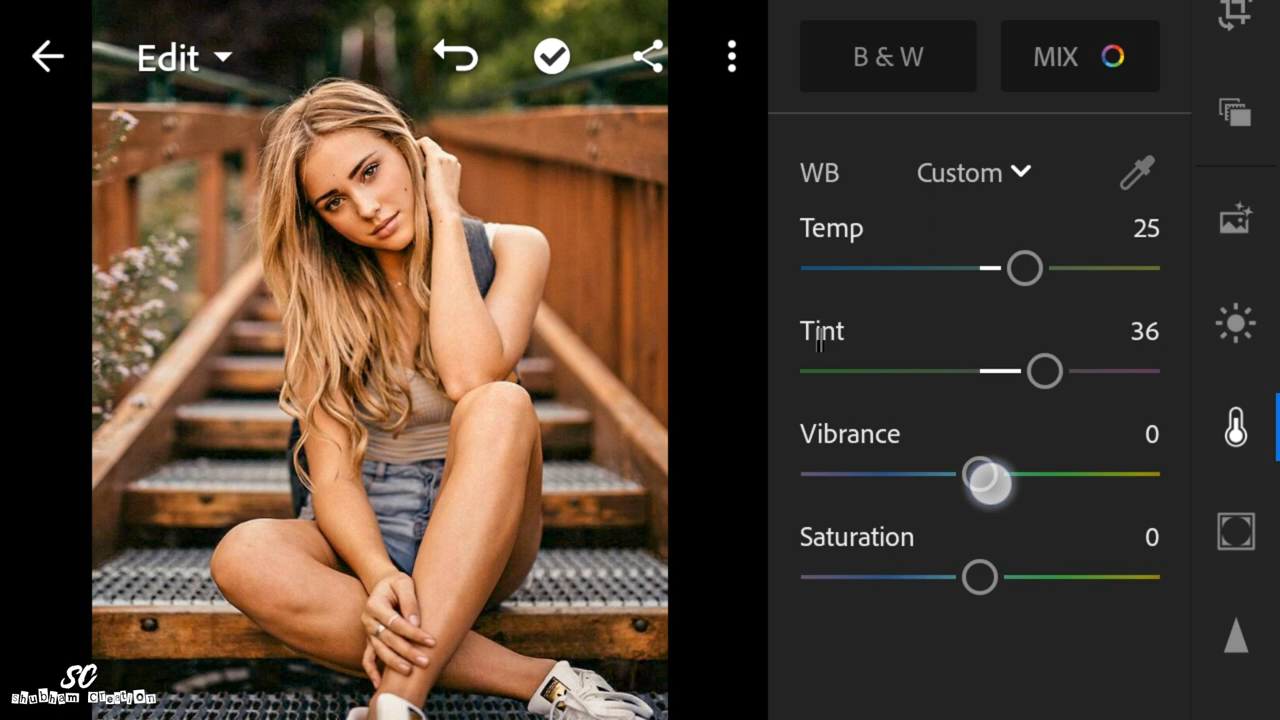 Edit
B & W
MIX
WB
Custom
Temp
25
Tint
36
Vibrance
0
Saturation
0
SC
Shubham Creation